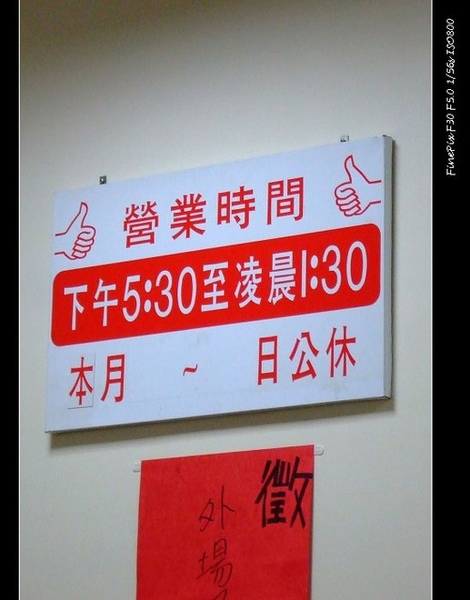 營業時間
下午5:30至凌晨1:30
本月 ~ 日公休
徵
外場
FinePix F30 F5.0 1/56s ISO800